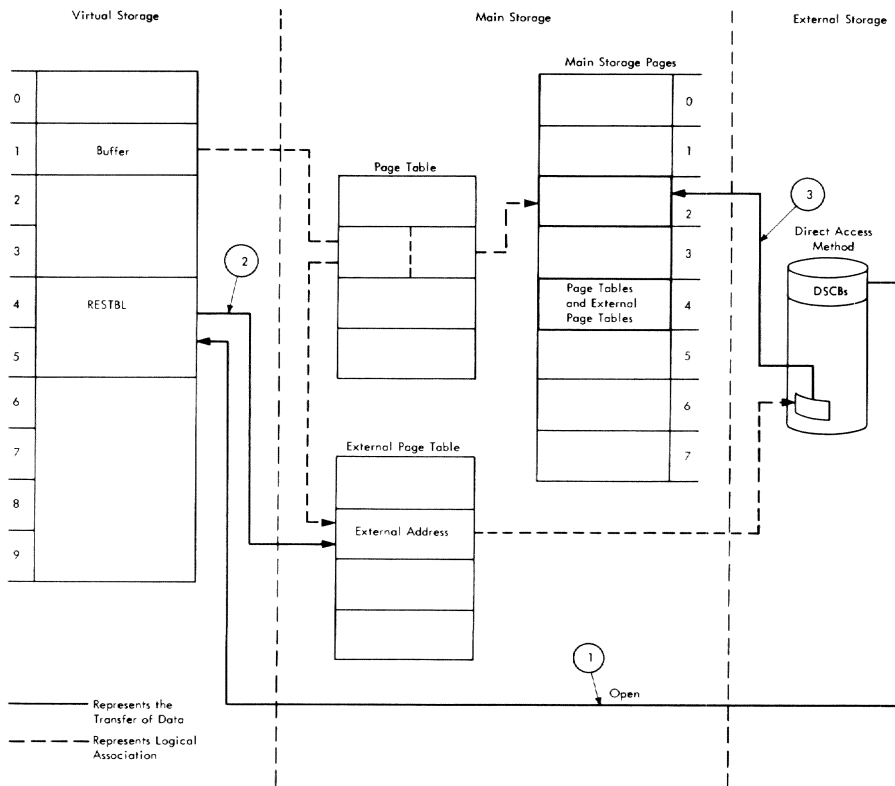 Virtual Storage
Main Storage
External Storage
Main Storage Pages
0
1
Buffer
2
3
4
RESTBL
5
6
7
8
9
2
Page Table
0
1
2
3
Page Tables
and External
Page Tables
4
5
6
7
3
Direct Access
Method
DSCBs
External Page Table
External Address
1
Open
Represents the
Transfer of Data
Represents Logical
Association